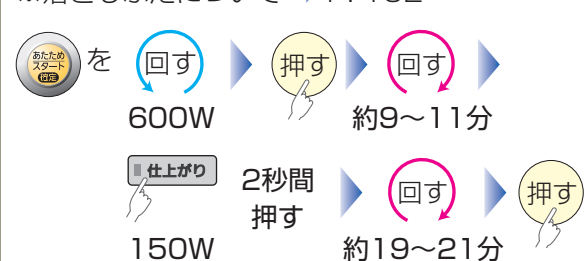 あたため
スタート
決定
を 回す 押す 回す
600W 約9〜11分
仕上がり 2秒間
押す 回す 押す
150W 約19〜21分